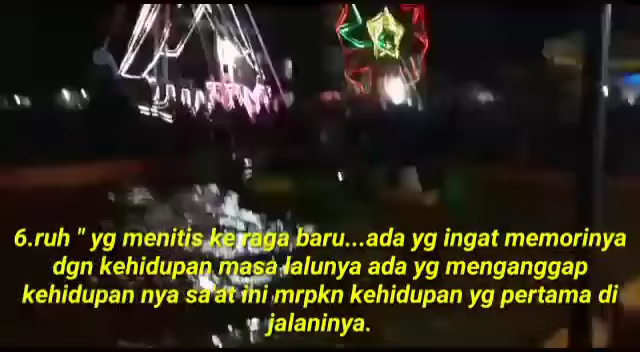 6.ruh " yg menitis ke raga baru...ada yg ingat memorinya
dgn kehidupan masa lalunya ada yg menganggap
kehidupan nya sa'at ini mrpkn kehidupan yg pertama di
jalaninya.